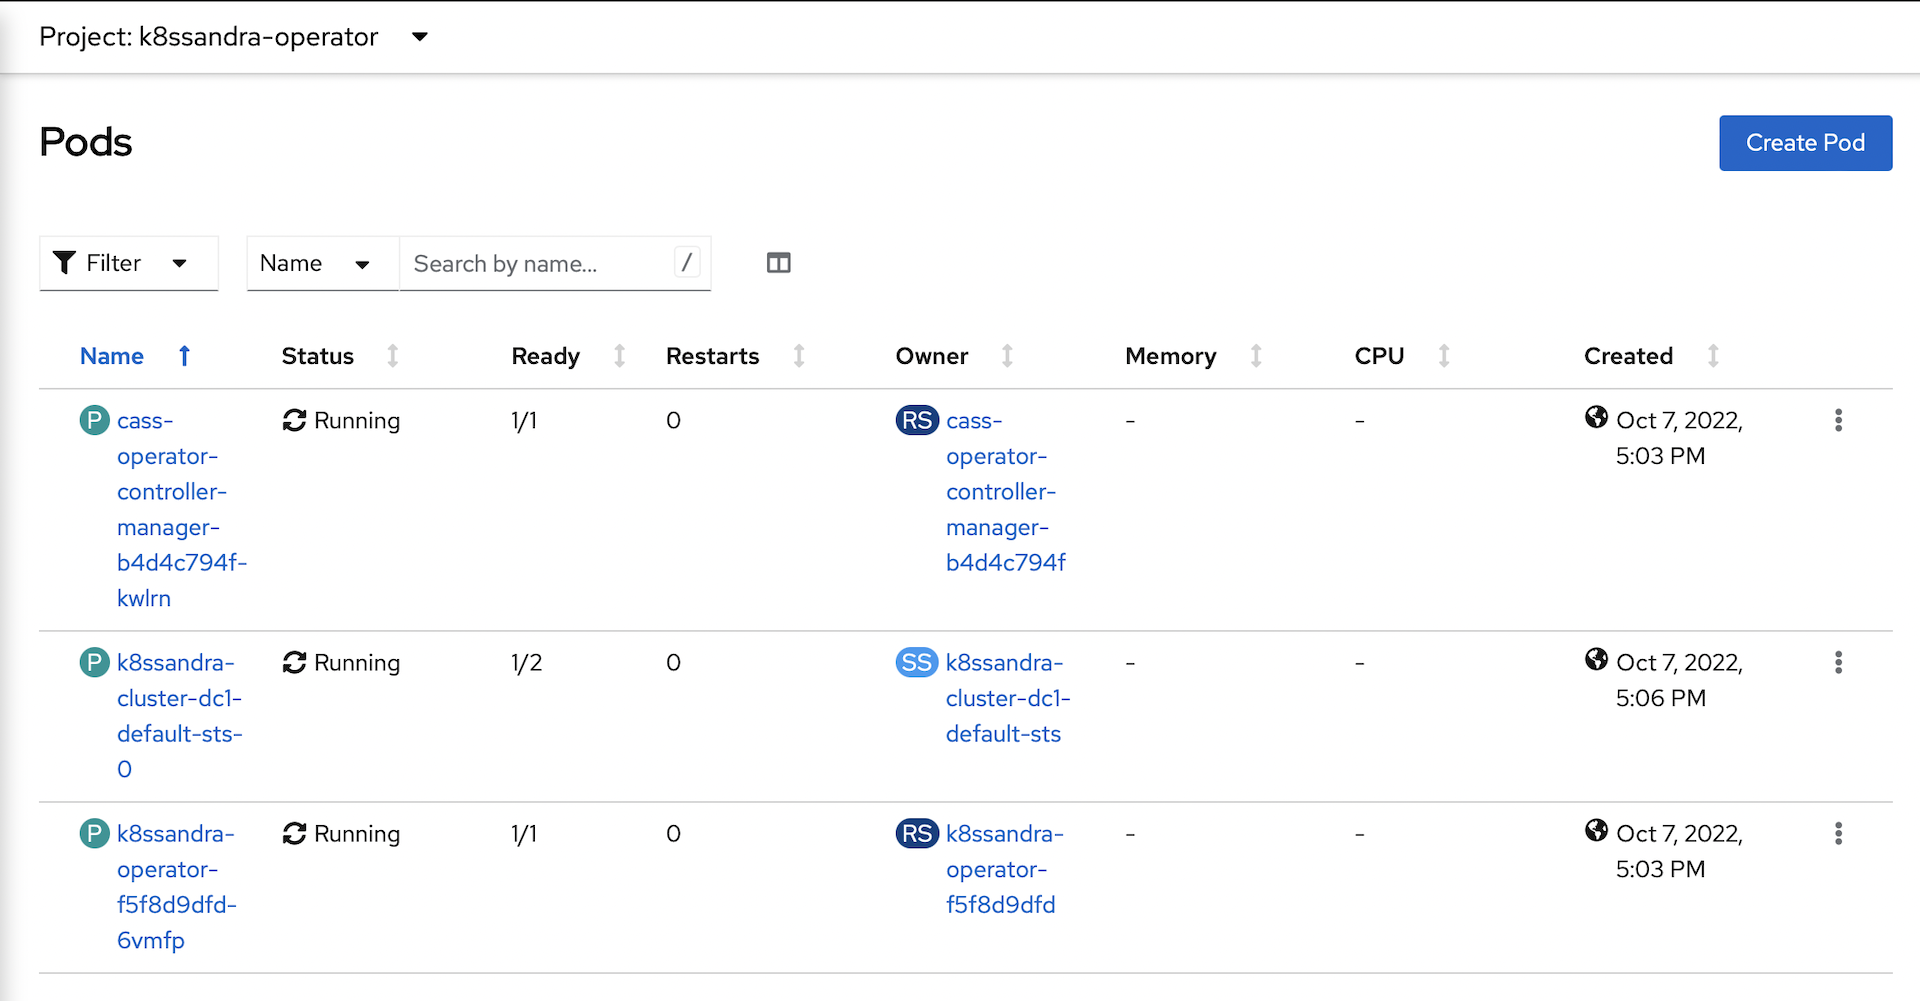 Project: k8ssandra-operator
Pods
Create Pod
Filter
Name
Search by name...
/
Name Status Ready Restarts Owner Memory CPU Created
P cass- Running 1/1 0 RS cass- - - Oct 7, 2022,
operator- operator- 5:03 PM
controller- controller-
manager- manager-
b4d4c794f- b4d4c794f
kwlrn
P k8ssandra- Running 1/2 0 SS k8ssandra- - - Oct 7, 2022,
cluster-dc1- cluster-dc1- 5:06 PM
default-sts- default-sts
0
P k8ssandra- Running 1/1 0 RS k8ssandra- - - Oct 7, 2022,
operator- operator- 5:03 PM
f5f8d9dfd- f5f8d9dfd
6vmfp